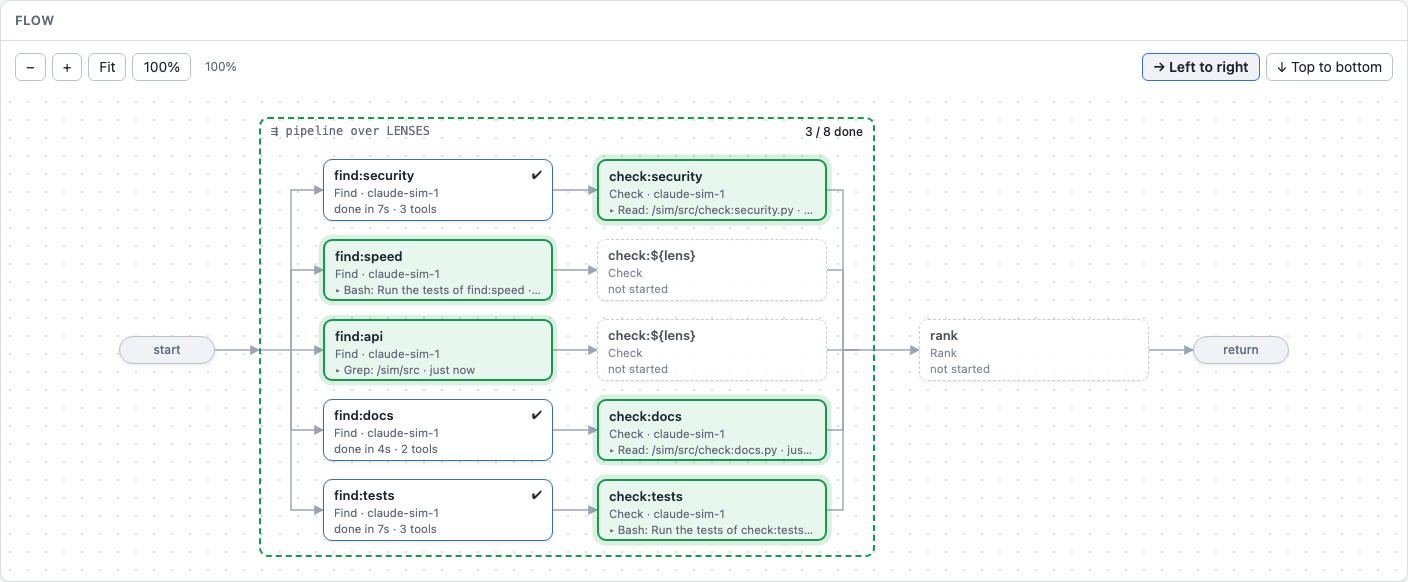 FLOW
− + Fit 100% 100% → Left to right ↓ Top to bottom
⇶ pipeline over LENSES 3 / 8 done
find:security ✔
Find · claude-sim-1
done in 7s · 3 tools
check:security
Check · claude-sim-1
▸ Read: /sim/src/check:security.py · ...
find:speed
Find · claude-sim-1
▸ Bash: Run the tests of find:speed ·...
check:${lens}
Check
not started
start
find:api
Find · claude-sim-1
▸ Grep: /sim/src · just now
check:${lens}
Check
not started
rank
Rank
not started
return
find:docs ✔
Find · claude-sim-1
done in 4s · 2 tools
check:docs
Check · claude-sim-1
▸ Read: /sim/src/check:docs.py · jus...
find:tests ✔
Find · claude-sim-1
done in 7s · 3 tools
check:tests
Check · claude-sim-1
▸ Bash: Run the tests of check:tests...